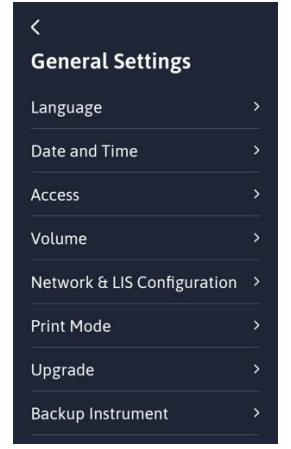 General Settings
Language
Date and Time
Access
Volume
Network & LIS Configuration
Print Mode
Upgrade
Backup Instrument